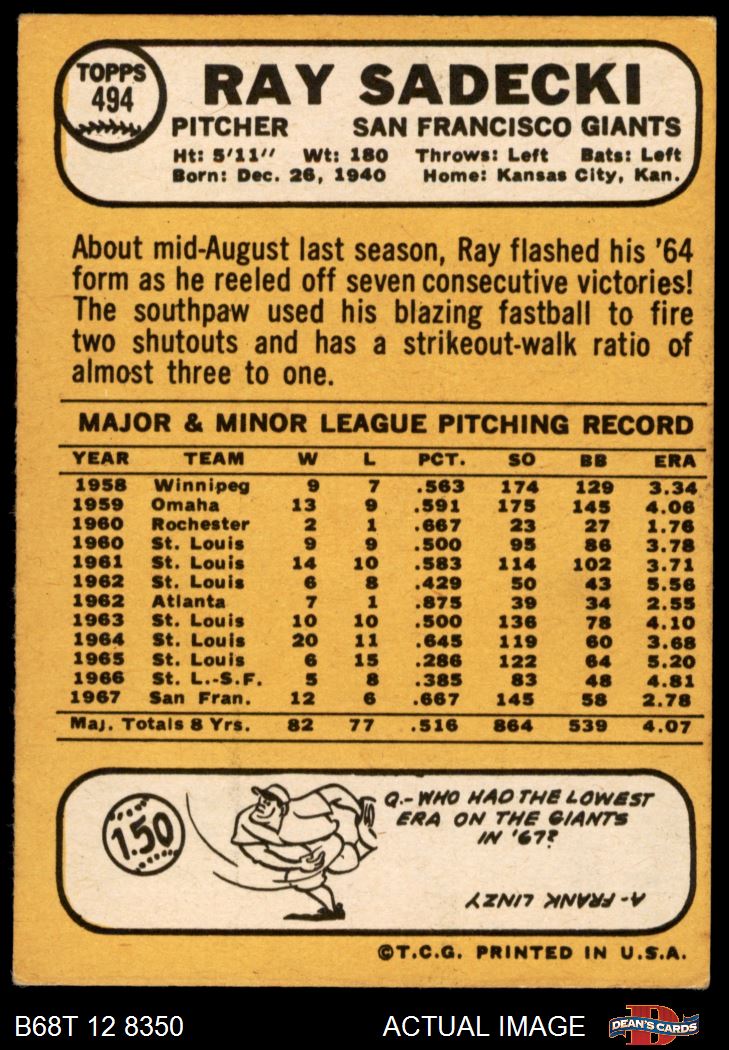 TOPPS
494
RAY SADECKI
PITCHER SAN FRANCISCO GIANTS
Ht: 5'11" Wt: 180 Throws: Left Bats: Left
Born: Dec. 26, 1940 Home: Kansas City, Kan.
About mid-August last season, Ray flashed his '64
form as he reeled off seven consecutive victories!
The southpaw used his blazing fastball to fire
two shutouts and has a strikeout-walk ratio of
almost three to one.
MAJOR & MINOR LEAGUE PITCHING RECORD
YEAR TEAM W L PCT. SO BB ERA
1958 Winnipeg 9 7 .563 174 129 3.34
1959 Omaha 13 9 .591 175 145 4.06
1960 Rochester 2 1 .667 23 27 1.76
1960 St. Louis 9 9 .500 95 86 3.78
1961 St. Louis 14 10 .583 114 102 3.71
1962 St. Louis 6 8 .429 50 43 5.56
1962 Atlanta 7 1 .875 39 34 2.55
1963 St. Louis 10 10 .500 136 78 4.10
1964 St. Louis 20 11 .645 119 60 3.68
1965 St. Louis 6 15 .286 122 64 5.20
1966 St. L.-S.F. 5 8 .385 83 48 4.81
1967 San Fran. 12 6 .667 145 58 2.78
Maj. Totals 8 Yrs. 82 77 .516 864 539 4.07
1.50
Q.-WHO HAD THE LOWEST
ERA ON THE GIANTS
IN '67?
A-FRANK LINZY
©T.C.G. PRINTED IN U.S.A.
B68T 12 8350 ACTUAL IMAGE D DEAN'S CARDS